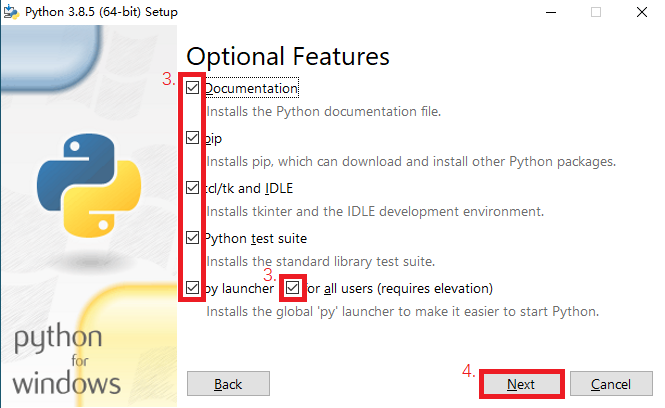 Python 3.8.5 (64-bit) Setup
Optional Features
3.
Documentation
Installs the Python documentation file.
pip
Installs pip, which can download and install other Python packages.
tcl/tk and IDLE
Installs tkinter and the IDLE development environment.
Python test suite
Installs the standard library test suite.
3.
py launcher for all users (requires elevation)
Installs the global 'py' launcher to make it easier to start Python.
python
for
windows
Back
4.
Next
Cancel